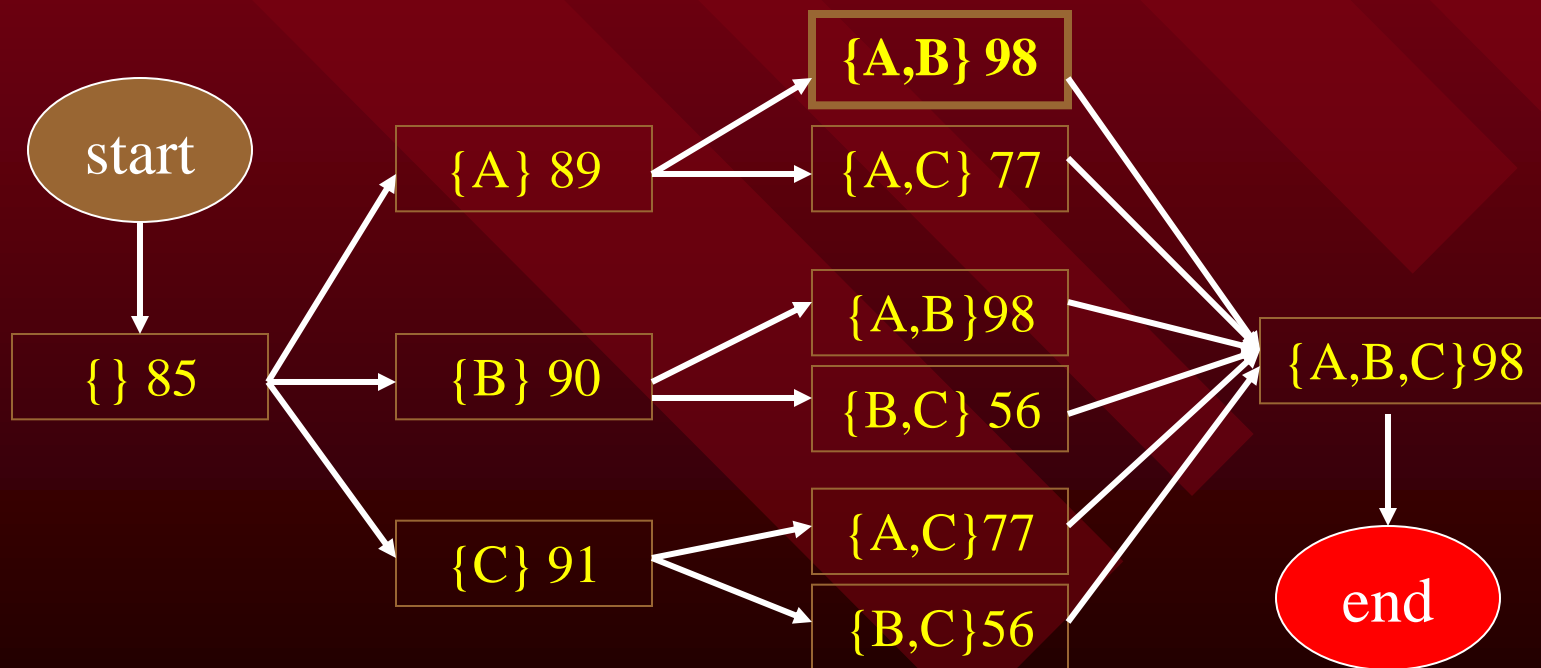 start
{} 85
{A} 89
{B} 90
{C} 91
{A,B} 98
{A,C} 77
{A,B}98
{B,C} 56
{A,C}77
{B,C}56
{A,B,C}98
end